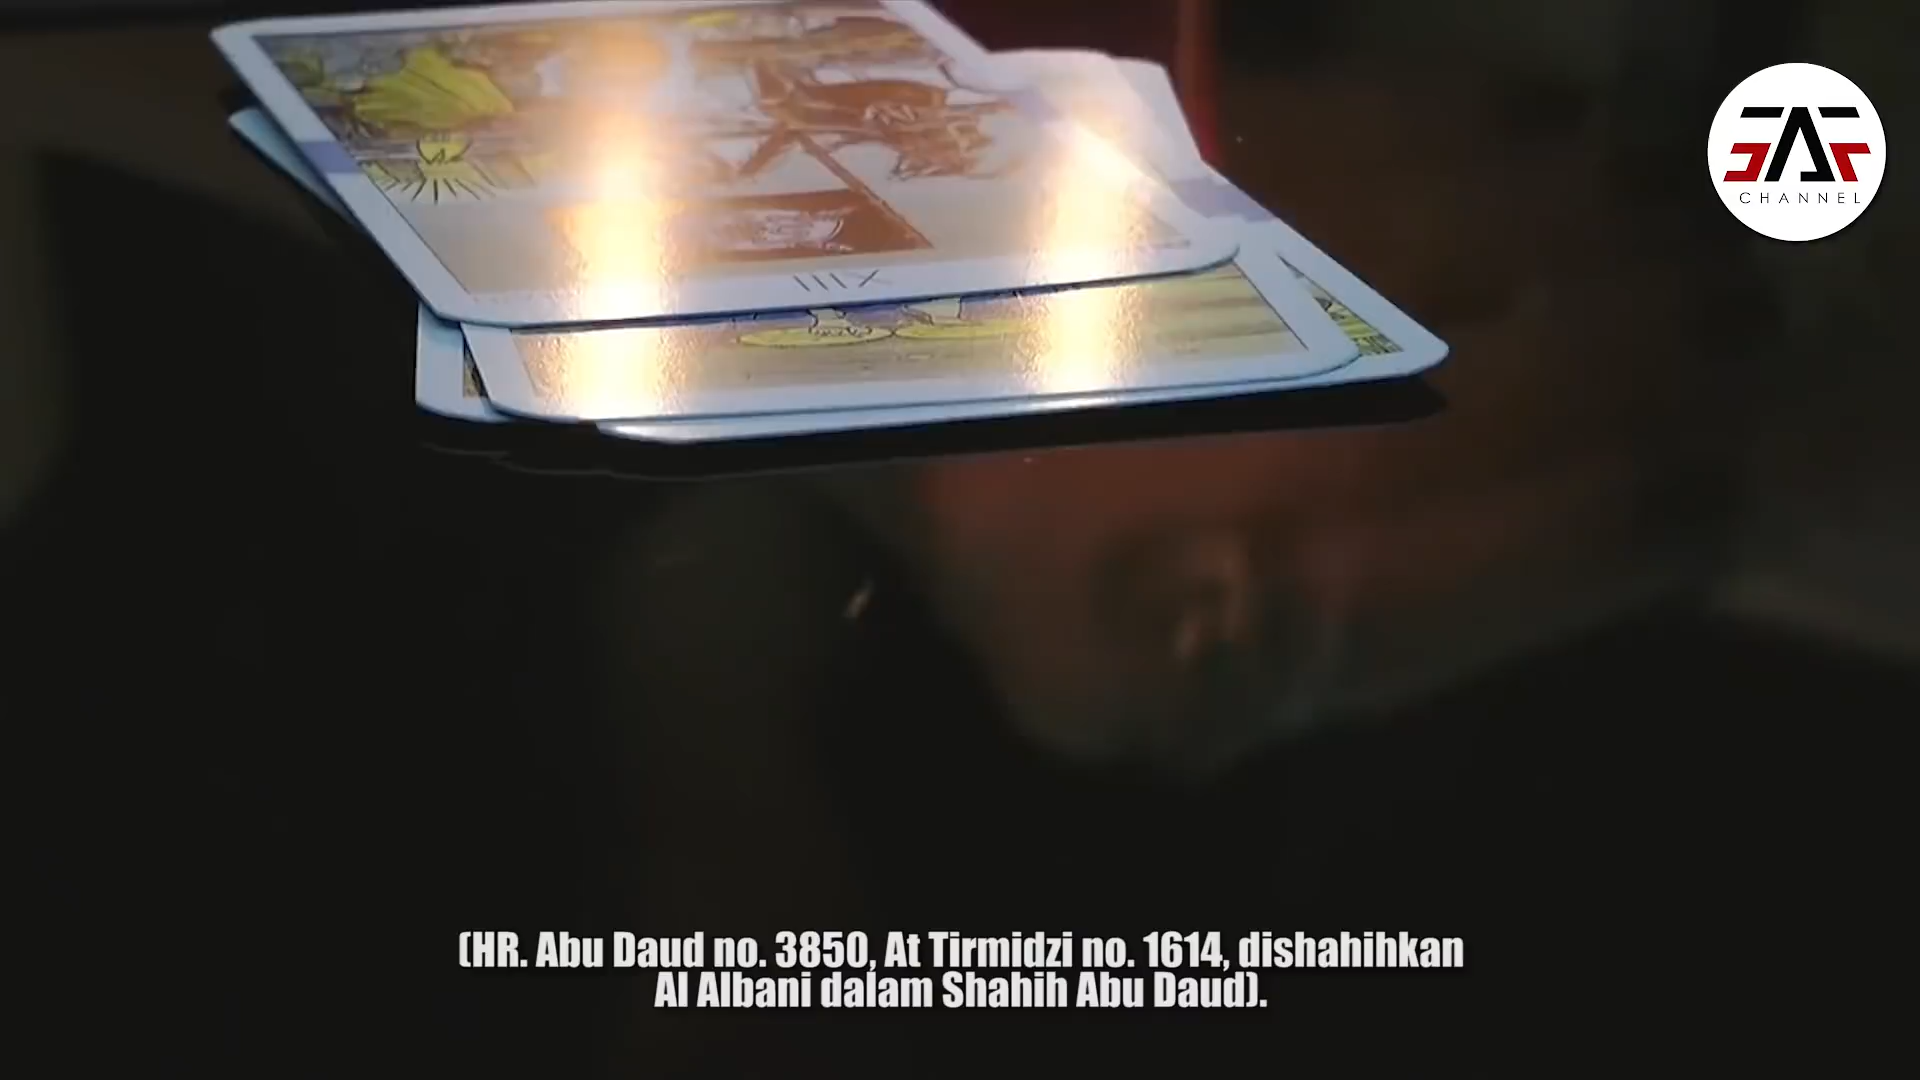 CHANNEL
XIII
(HR. Abu Daud no. 3850, At Tirmidzi no. 1614, dishahihkan
Al Albani dalam Shahih Abu Daud).